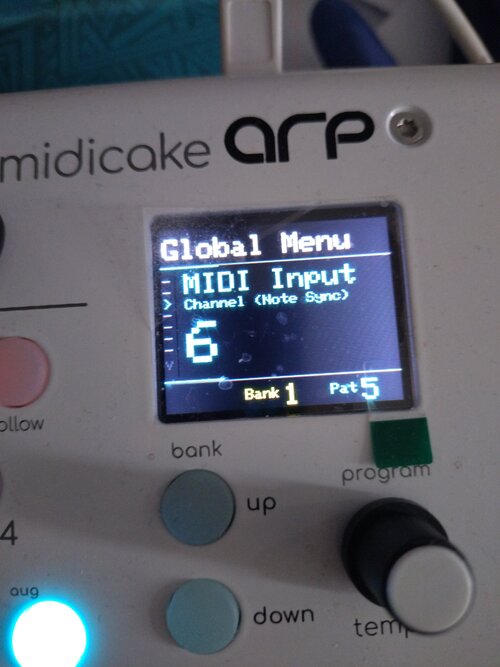 midicake arp
Global Menu
MIDI Input
> Channel (Note Sync)
6
Bank 1 Pat 5
ollow
bank
program
up
4
aug
down
temp